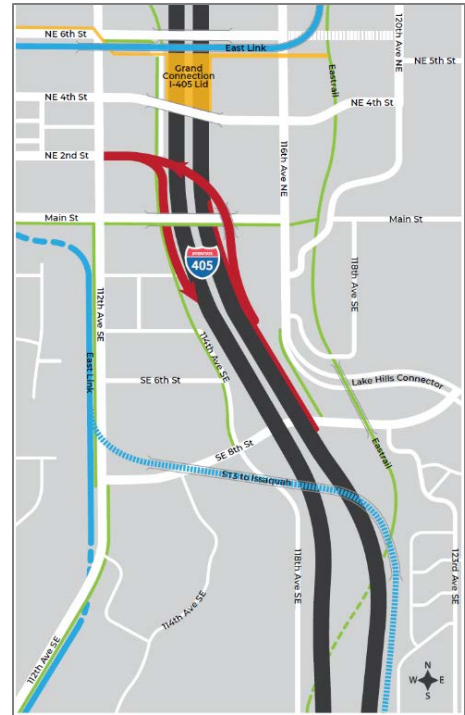 NE 6th St
East Link
120th Ave NE
Grand
Connection
I-405 Lid
NE 5th St
Eastrail
NE 4th St
NE 4th St
NE 2nd St
116th Ave NE
Main St
Main St
INTERSTATE
405
118th Ave SE
112th Ave SE
East Link
114th Ave SE
SE 6th St
Lake Hills Connector
SE 8th St
Eastrail
ST3 to Issaquah
118th Ave SE
123rd Ave SE
114th Ave SE
112th Ave SE
N
W E
S